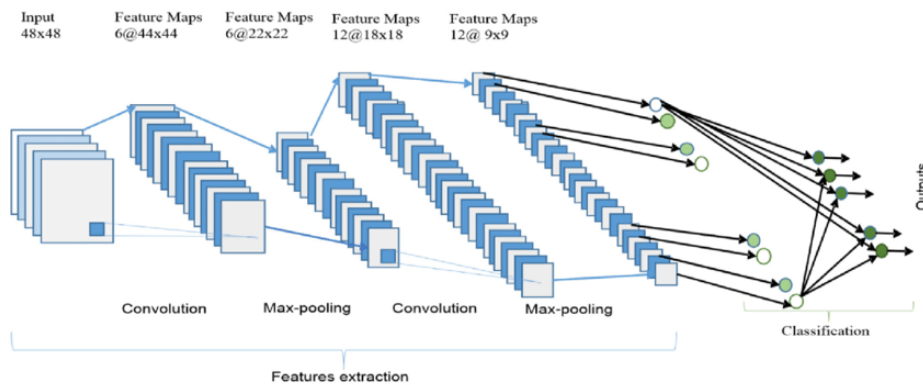 Input
48x48
Feature Maps
6@44x44
Feature Maps
6@22x22
Feature Maps
12@18x18
Feature Maps
12@ 9x9
Outputs
Convolution
Max-pooling
Convolution
Max-pooling
Classification
Features extraction